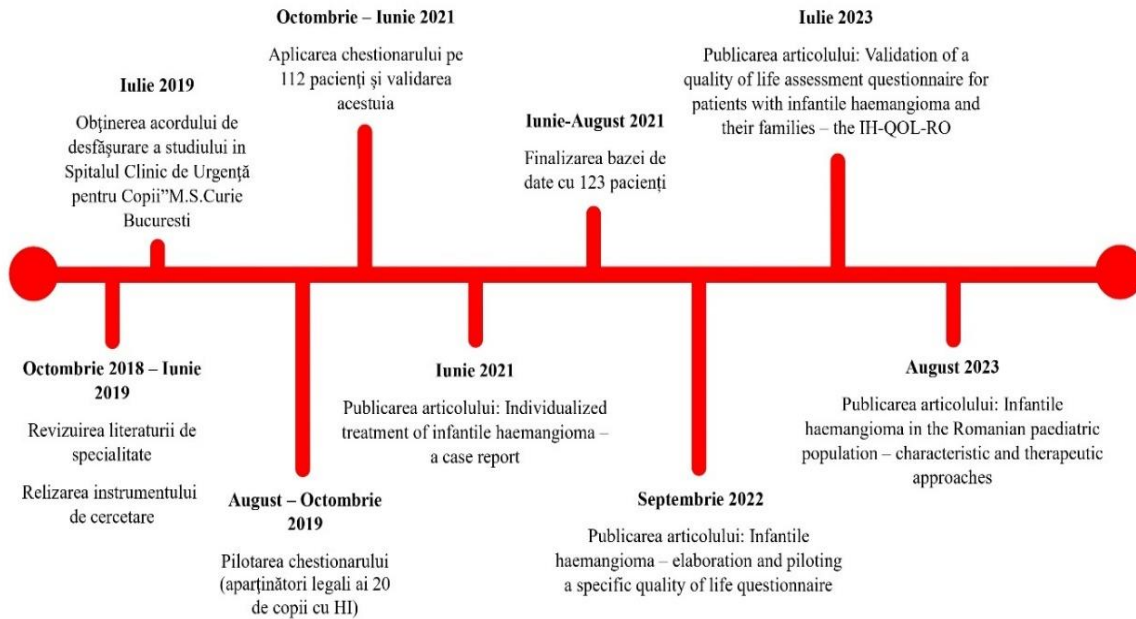 Octombrie 2018 – Iunie
2019
Revizuirea literaturii de
specialitate
Relizarea instrumentului
de cercetare
Iulie 2019
Obținerea acordului de
desfășurare a studiului in
Spitalul Clinic de Urgență
pentru Copii”M.S.Curie
Bucuresti
August – Octombrie
2019
Pilotarea chestionarului
(aparținători legali ai 20
de copii cu HI)
Octombrie – Iunie 2021
Aplicarea chestionarului pe
112 pacienți și validarea
acestuia
Iunie 2021
Publicarea articolului: Individualized
treatment of infantile haemangioma –
a case report
Iunie-August 2021
Finalizarea bazei de
date cu 123 pacienți
Septembrie 2022
Publicarea articolului: Infantile
haemangioma – elaboration and piloting
a specific quality of life questionnaire
Iulie 2023
Publicarea articolului: Validation of a
quality of life assessment questionnaire for
patients with infantile haemangioma and
their families – the IH-QOL-RO
August 2023
Publicarea articolului: Infantile
haemangioma in the Romanian paediatric
population – characteristic and therapeutic
approaches